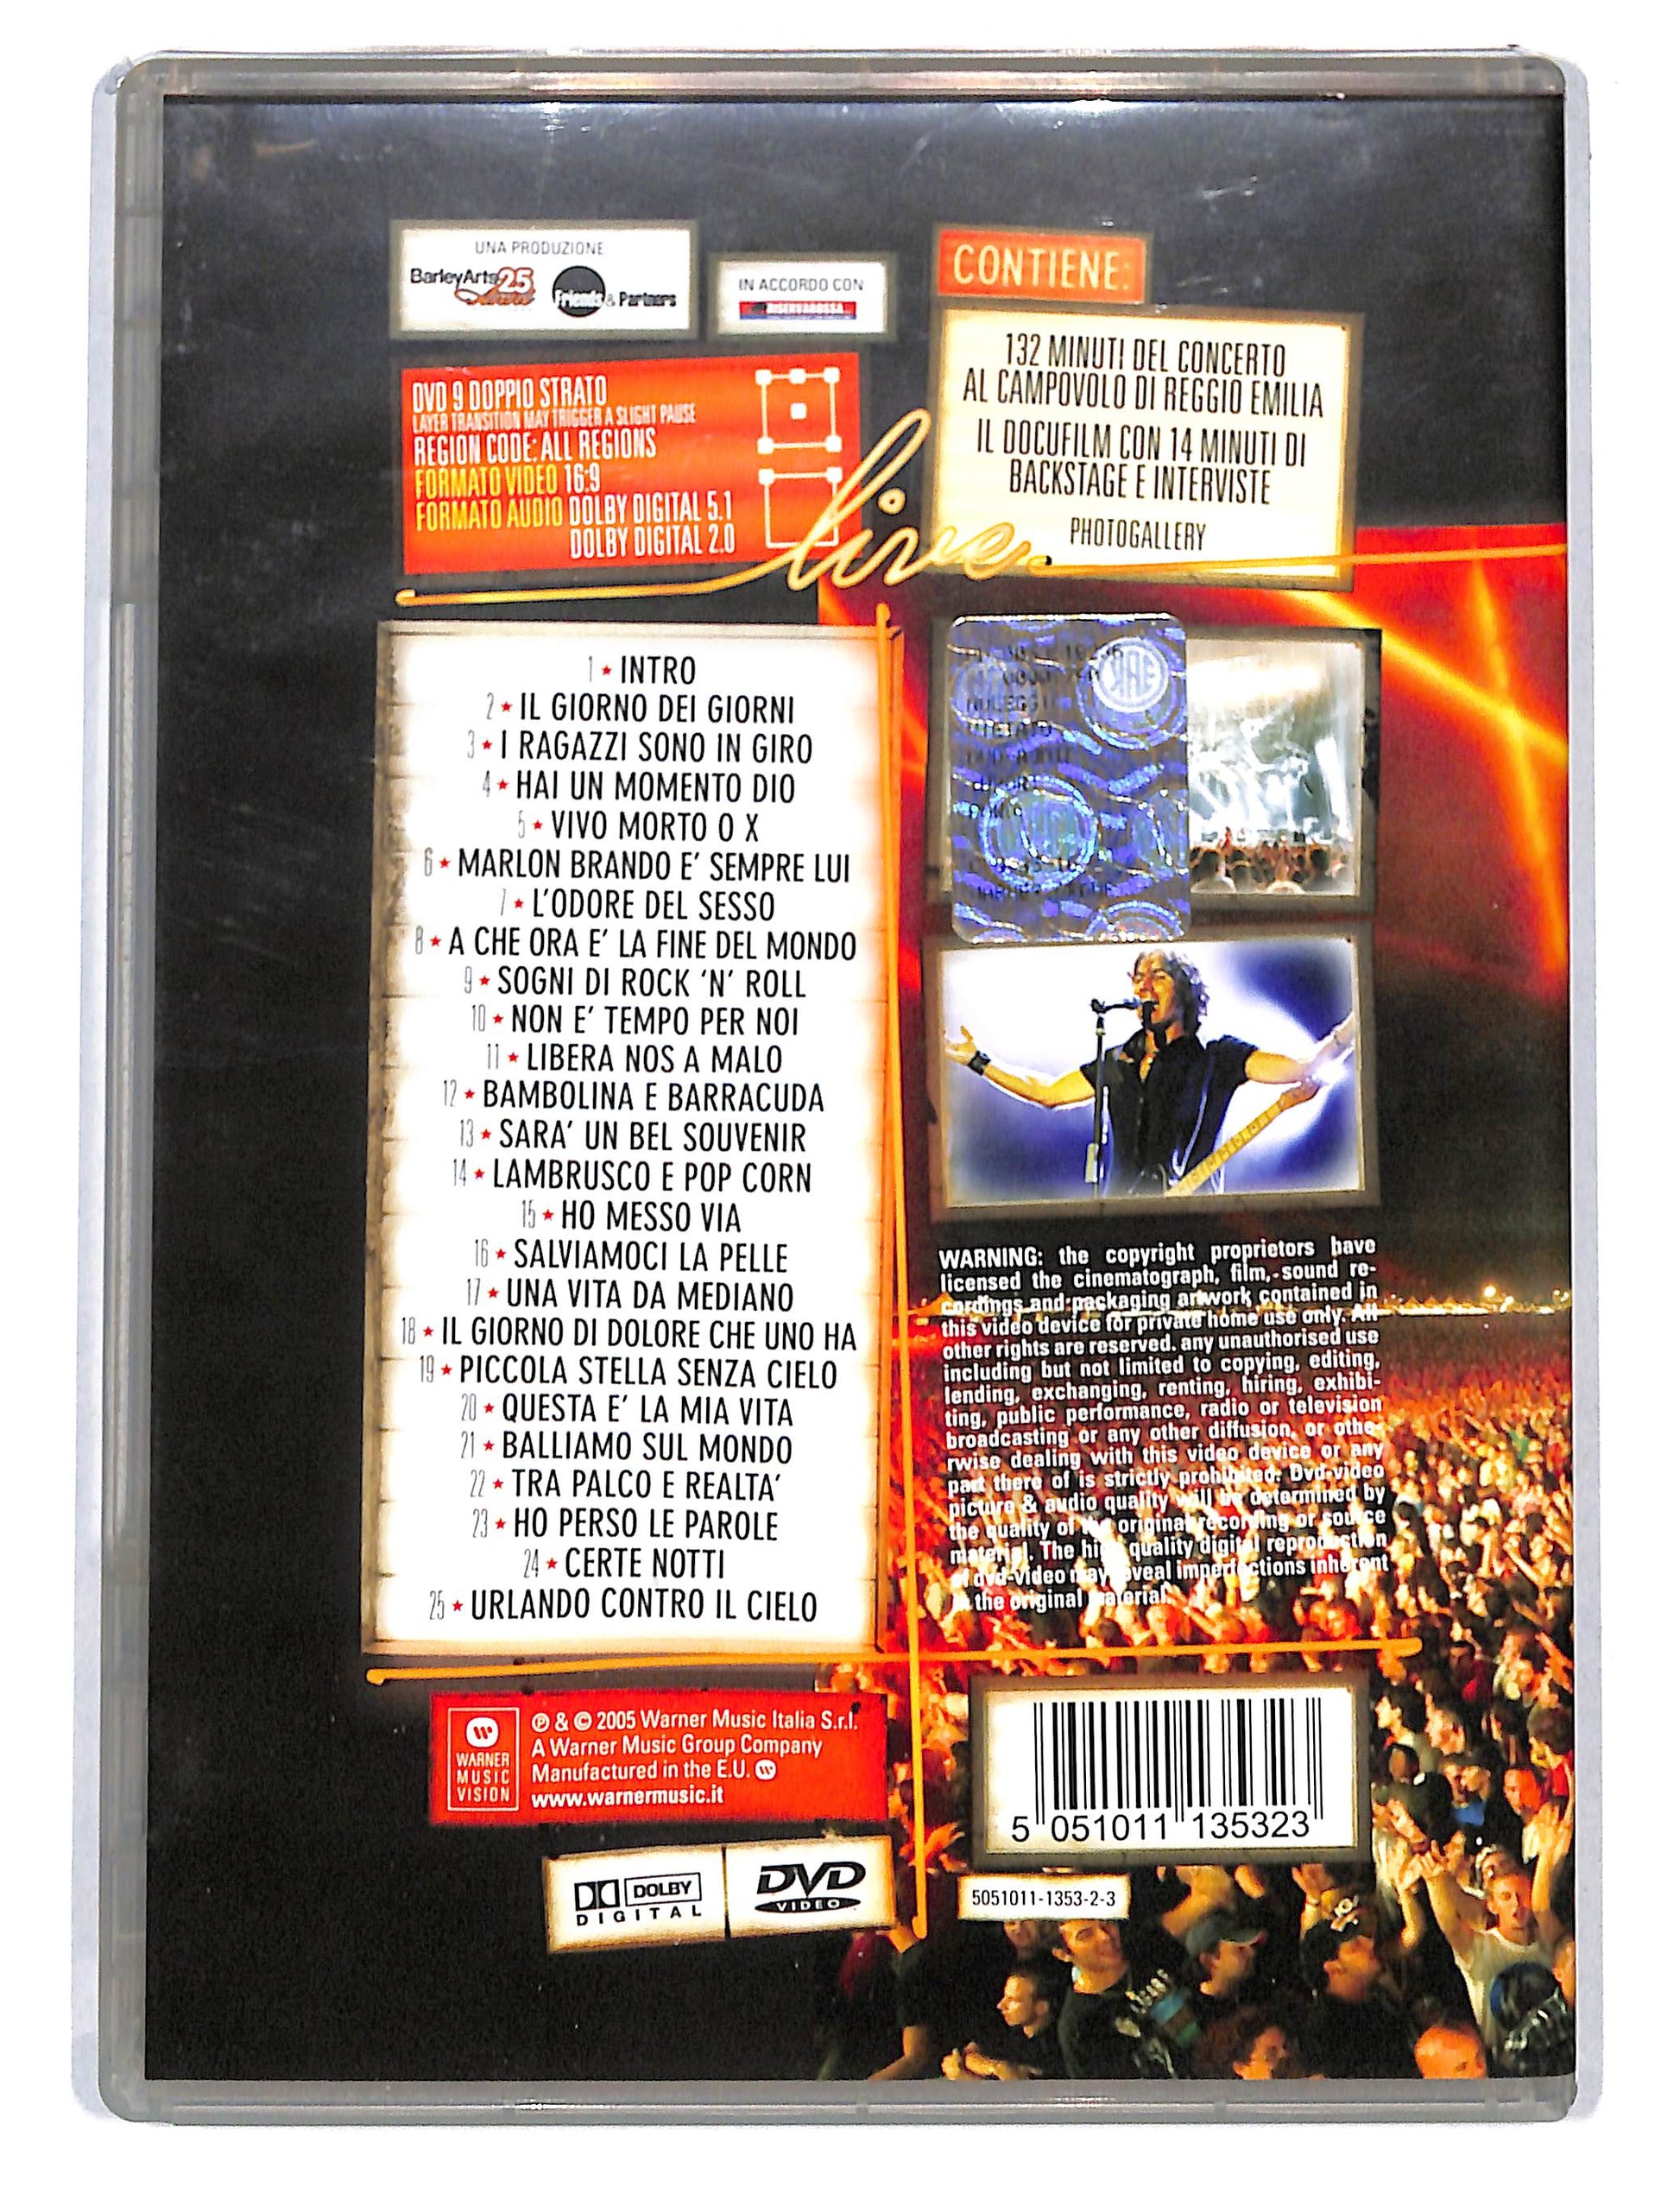 UNA PRODUZIONE
BarleyArts 25
Friends & Partners
IN ACCORDO CON
RISERVAROSSA
CONTIENE:
132 MINUTI DEL CONCERTO
AL CAMPOVOLO DI REGGIO EMILIA
IL DOCUFILM CON 14 MINUTI DI
BACKSTAGE E INTERVISTE
PHOTOGALLERY
DVD 9 DOPPIO STRATO
LAYER TRANSITION MAY TRIGGER A SLIGHT PAUSE
REGION CODE: ALL REGIONS
FORMATO VIDEO 16:9
FORMATO AUDIO DOLBY DIGITAL 5.1
DOLBY DIGITAL 2.0
live
1 ★ INTRO
2 ★ IL GIORNO DEI GIORNI
3 ★ I RAGAZZI SONO IN GIRO
4 ★ HAI UN MOMENTO DIO
5 ★ VIVO MORTO O X
6 ★ MARLON BRANDO E' SEMPRE LUI
7 ★ L'ODORE DEL SESSO
8 ★ A CHE ORA E' LA FINE DEL MONDO
9 ★ SOGNI DI ROCK 'N' ROLL
10 ★ NON E' TEMPO PER NOI
11 ★ LIBERA NOS A MALO
12 ★ BAMBOLINA E BARRACUDA
13 ★ SARA' UN BEL SOUVENIR
14 ★ LAMBRUSCO E POP CORN
15 ★ HO MESSO VIA
16 ★ SALVIAMOCI LA PELLE
17 ★ UNA VITA DA MEDIANO
18 ★ IL GIORNO DI DOLORE CHE UNO HA
19 ★ PICCOLA STELLA SENZA CIELO
20 ★ QUESTA E' LA MIA VITA
21 ★ BALLIAMO SUL MONDO
22 ★ TRA PALCO E REALTA'
23 ★ HO PERSO LE PAROLE
24 ★ CERTE NOTTI
25 ★ URLANDO CONTRO IL CIELO
WARNING: the copyright proprietors have
licensed the cinematograph, film, sound re-
cordings and packaging artwork contained in
this video device for private home use only. All
other rights are reserved. any unauthorised use
including but not limited to copying, editing,
lending, exchanging, renting, hiring, exhibi-
ting, public performance, radio or television
broadcasting or any other diffusion, or othe-
rwise dealing with this video device or any
part there of is strictly prohibited. Dvd-video
picture & audio quality will be determined by
the quality of the original recording or source
material. The high quality digital reproduction
of dvd-video may reveal imperfections inherent
in the original material.
WARNER
MUSIC
VISION
℗ & © 2005 Warner Music Italia S.r.l.
A Warner Music Group Company
Manufactured in the E.U.
www.warnermusic.it
DOLBY
DIGITAL
DVD
VIDEO
5 051011 135323
5051011-1353-2-3